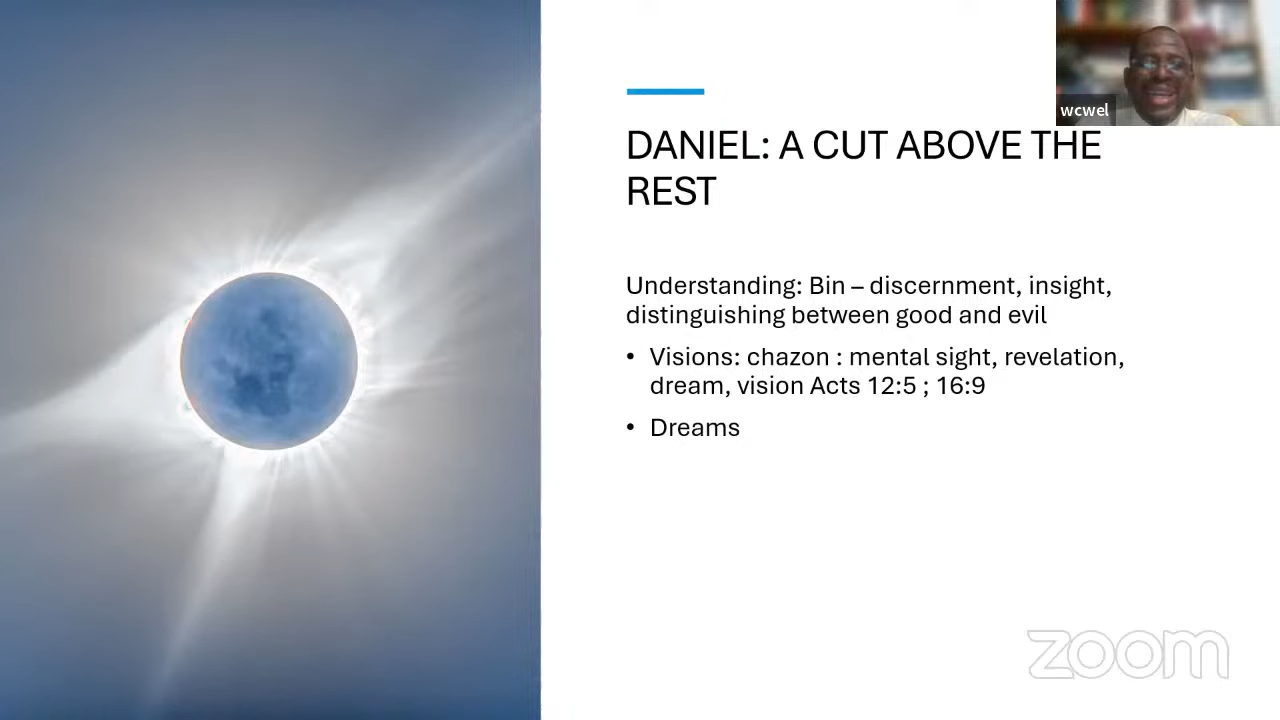 wcwel
DANIEL: A CUT ABOVE THE
REST
Understanding: Bin – discernment, insight,
distinguishing between good and evil
• Visions: chazon : mental sight, revelation,
dream, vision Acts 12:5 ; 16:9
• Dreams
zoom